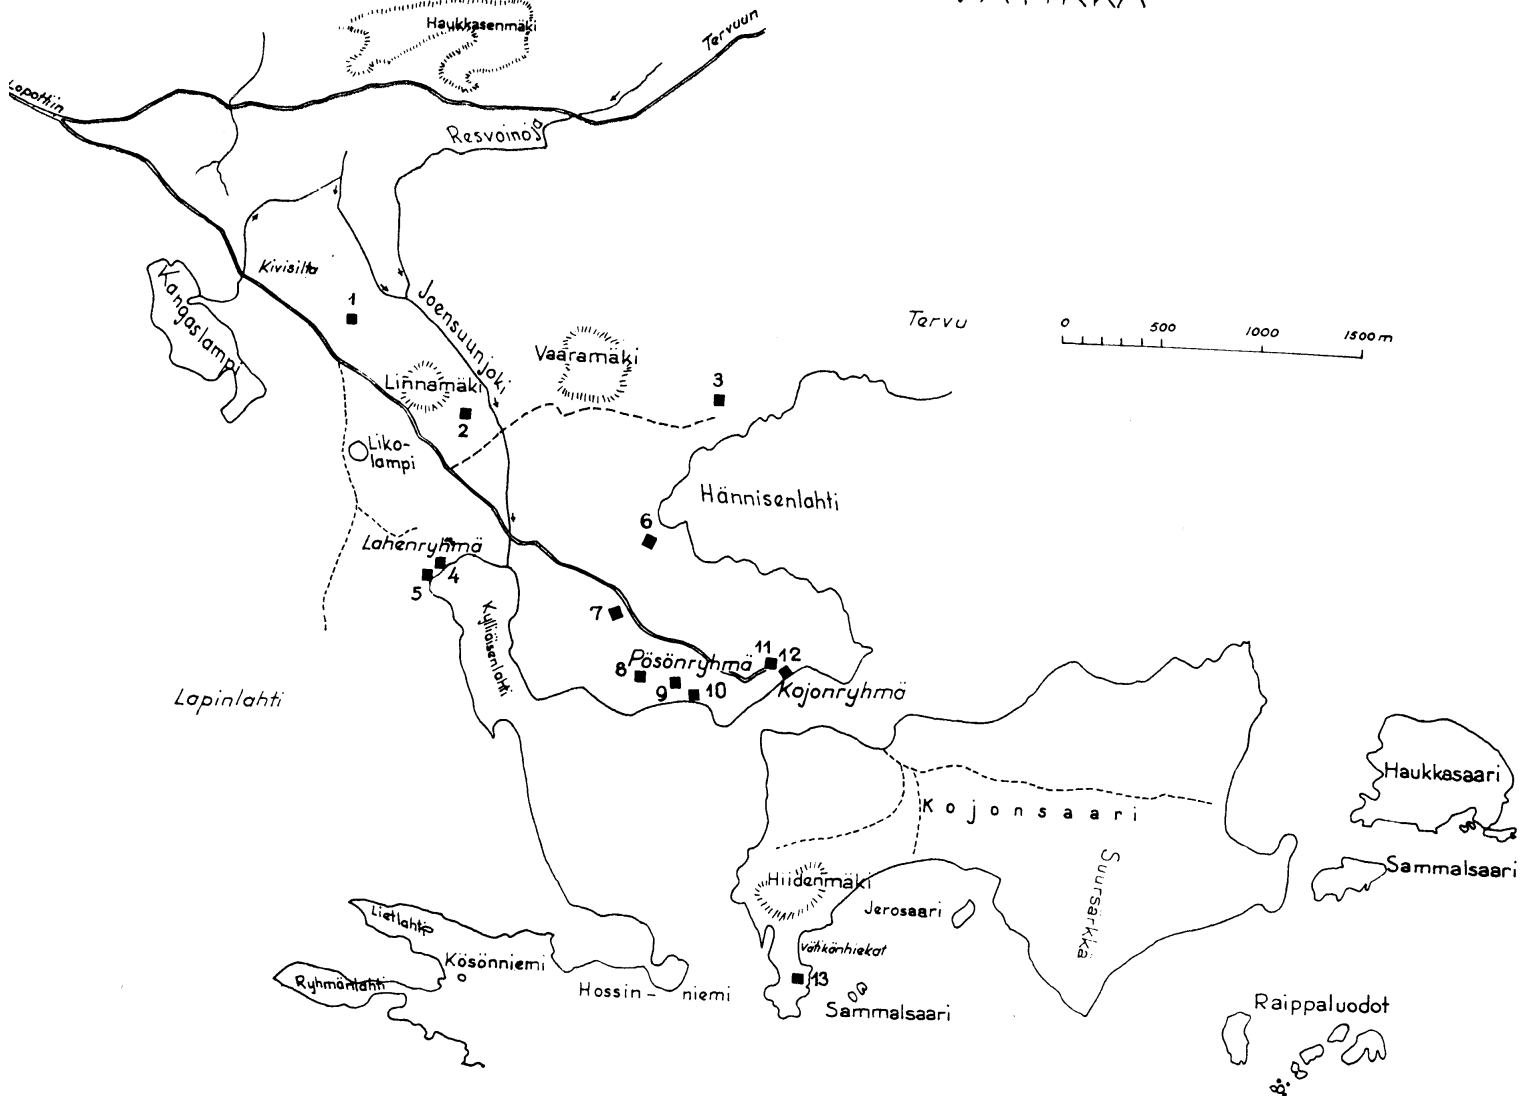 Haukkasenmäki
Tervuun
Lopottiin
Resvoinoja
Kivisilta
Kangaslampi
1
Joensuunjoki
Tervu
0 500 1000 1500 m
Vaaramäki
Linnamäki
3
2
Liko-
lampi
Hännisenlahti
6
Lahenryhmä
4
5
Kylliäisenlahti
7
11 12
Pösönryhmä
8
9 10
Kojonryhmä
Lapinlahti
Haukkasaari
Kojonsaari
Suursärkkä
Sammalsaari
Hiidenmäki
Jerosaari
Lietlahti
Vätikänhiekat
Kösönniemi
13
Ryhmänlahti
Hossin- niemi
Sammalsaari
Raippaluodot